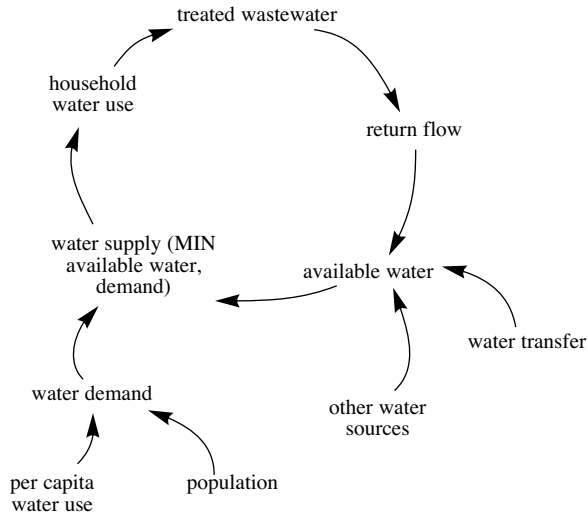 treated wastewater
household
water use
return flow
water supply (MIN
available water,
demand)
available water
water transfer
water demand
other water
sources
per capita
water use
population